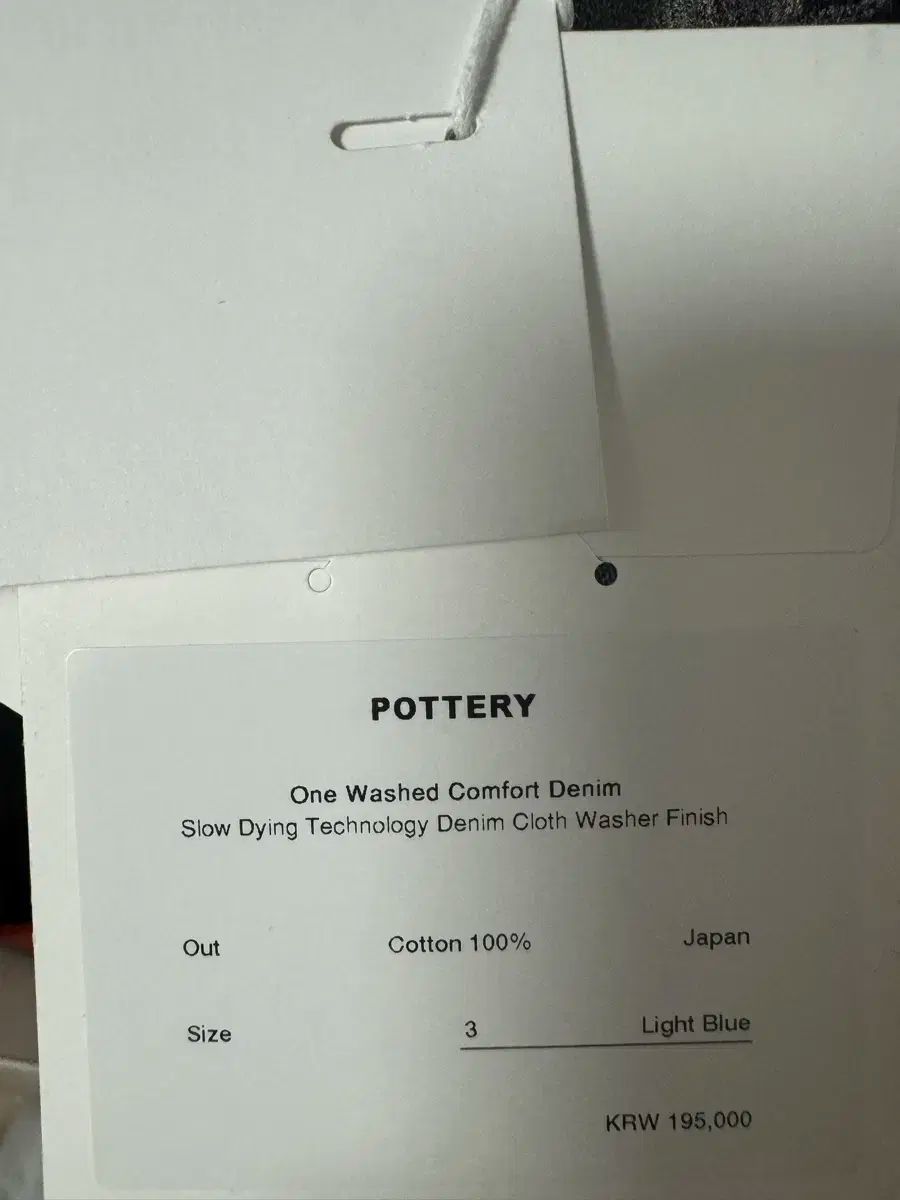 POTTERY
One Washed Comfort Denim
Slow Dying Technology Denim Cloth Washer Finish
Out Cotton 100% Japan
Size 3 Light Blue
KRW 195,000